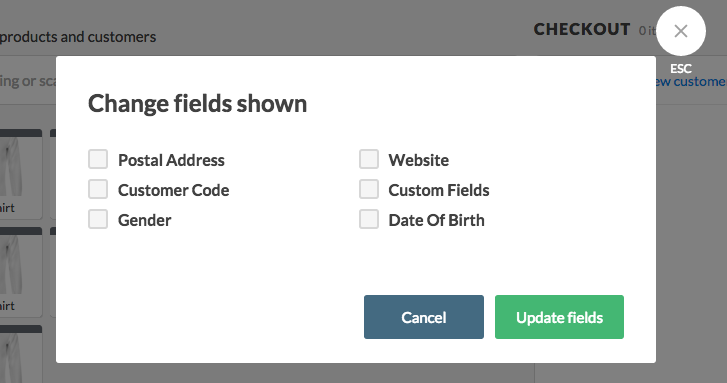 products and customers
CHECKOUT 0 it
ESC
ing or sca
ew custome
Change fields shown
Postal Address
Website
Customer Code
Custom Fields
Gender
Date Of Birth
irt
irt
Cancel
Update fields